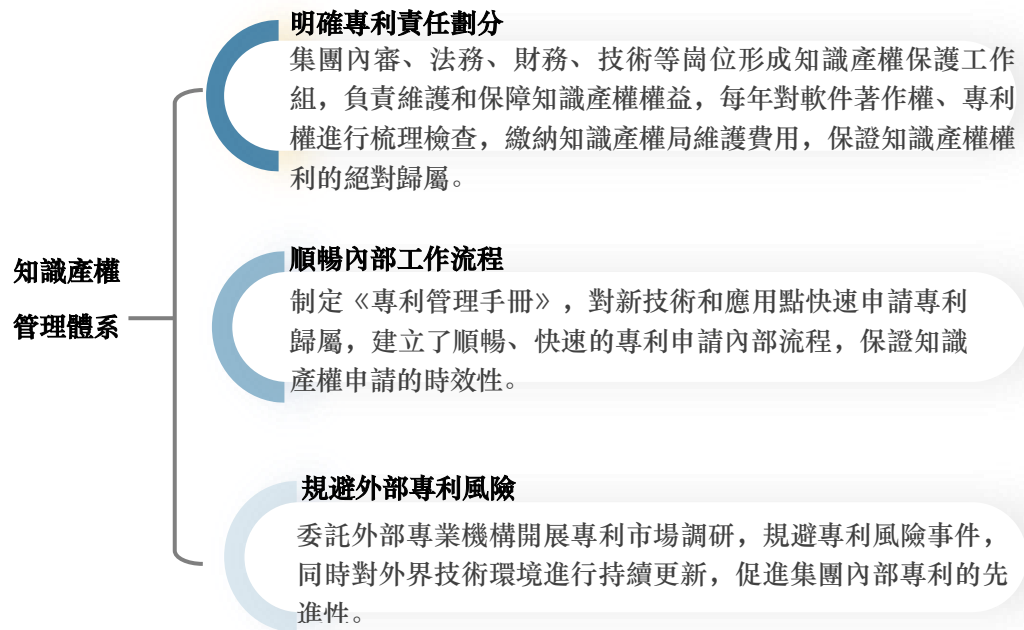 知識產權
管理體系
明確專利責任劃分
集團內審、法務、財務、技術等崗位形成知識產權保護工作
組，負責維護和保障知識產權權益，每年對軟件著作權、專利
權進行梳理檢查，繳納知識產權局維護費用，保證知識產權權
利的絕對歸屬。
順暢內部工作流程
制定《專利管理手冊》，對新技術和應用點快速申請專利
歸屬，建立了順暢、快速的專利申請內部流程，保證知識
產權申請的時效性。
規避外部專利風險
委託外部專業機構開展專利市場調研，規避專利風險事件，
同時對外界技術環境進行持續更新，促進集團內部專利的先
進性。